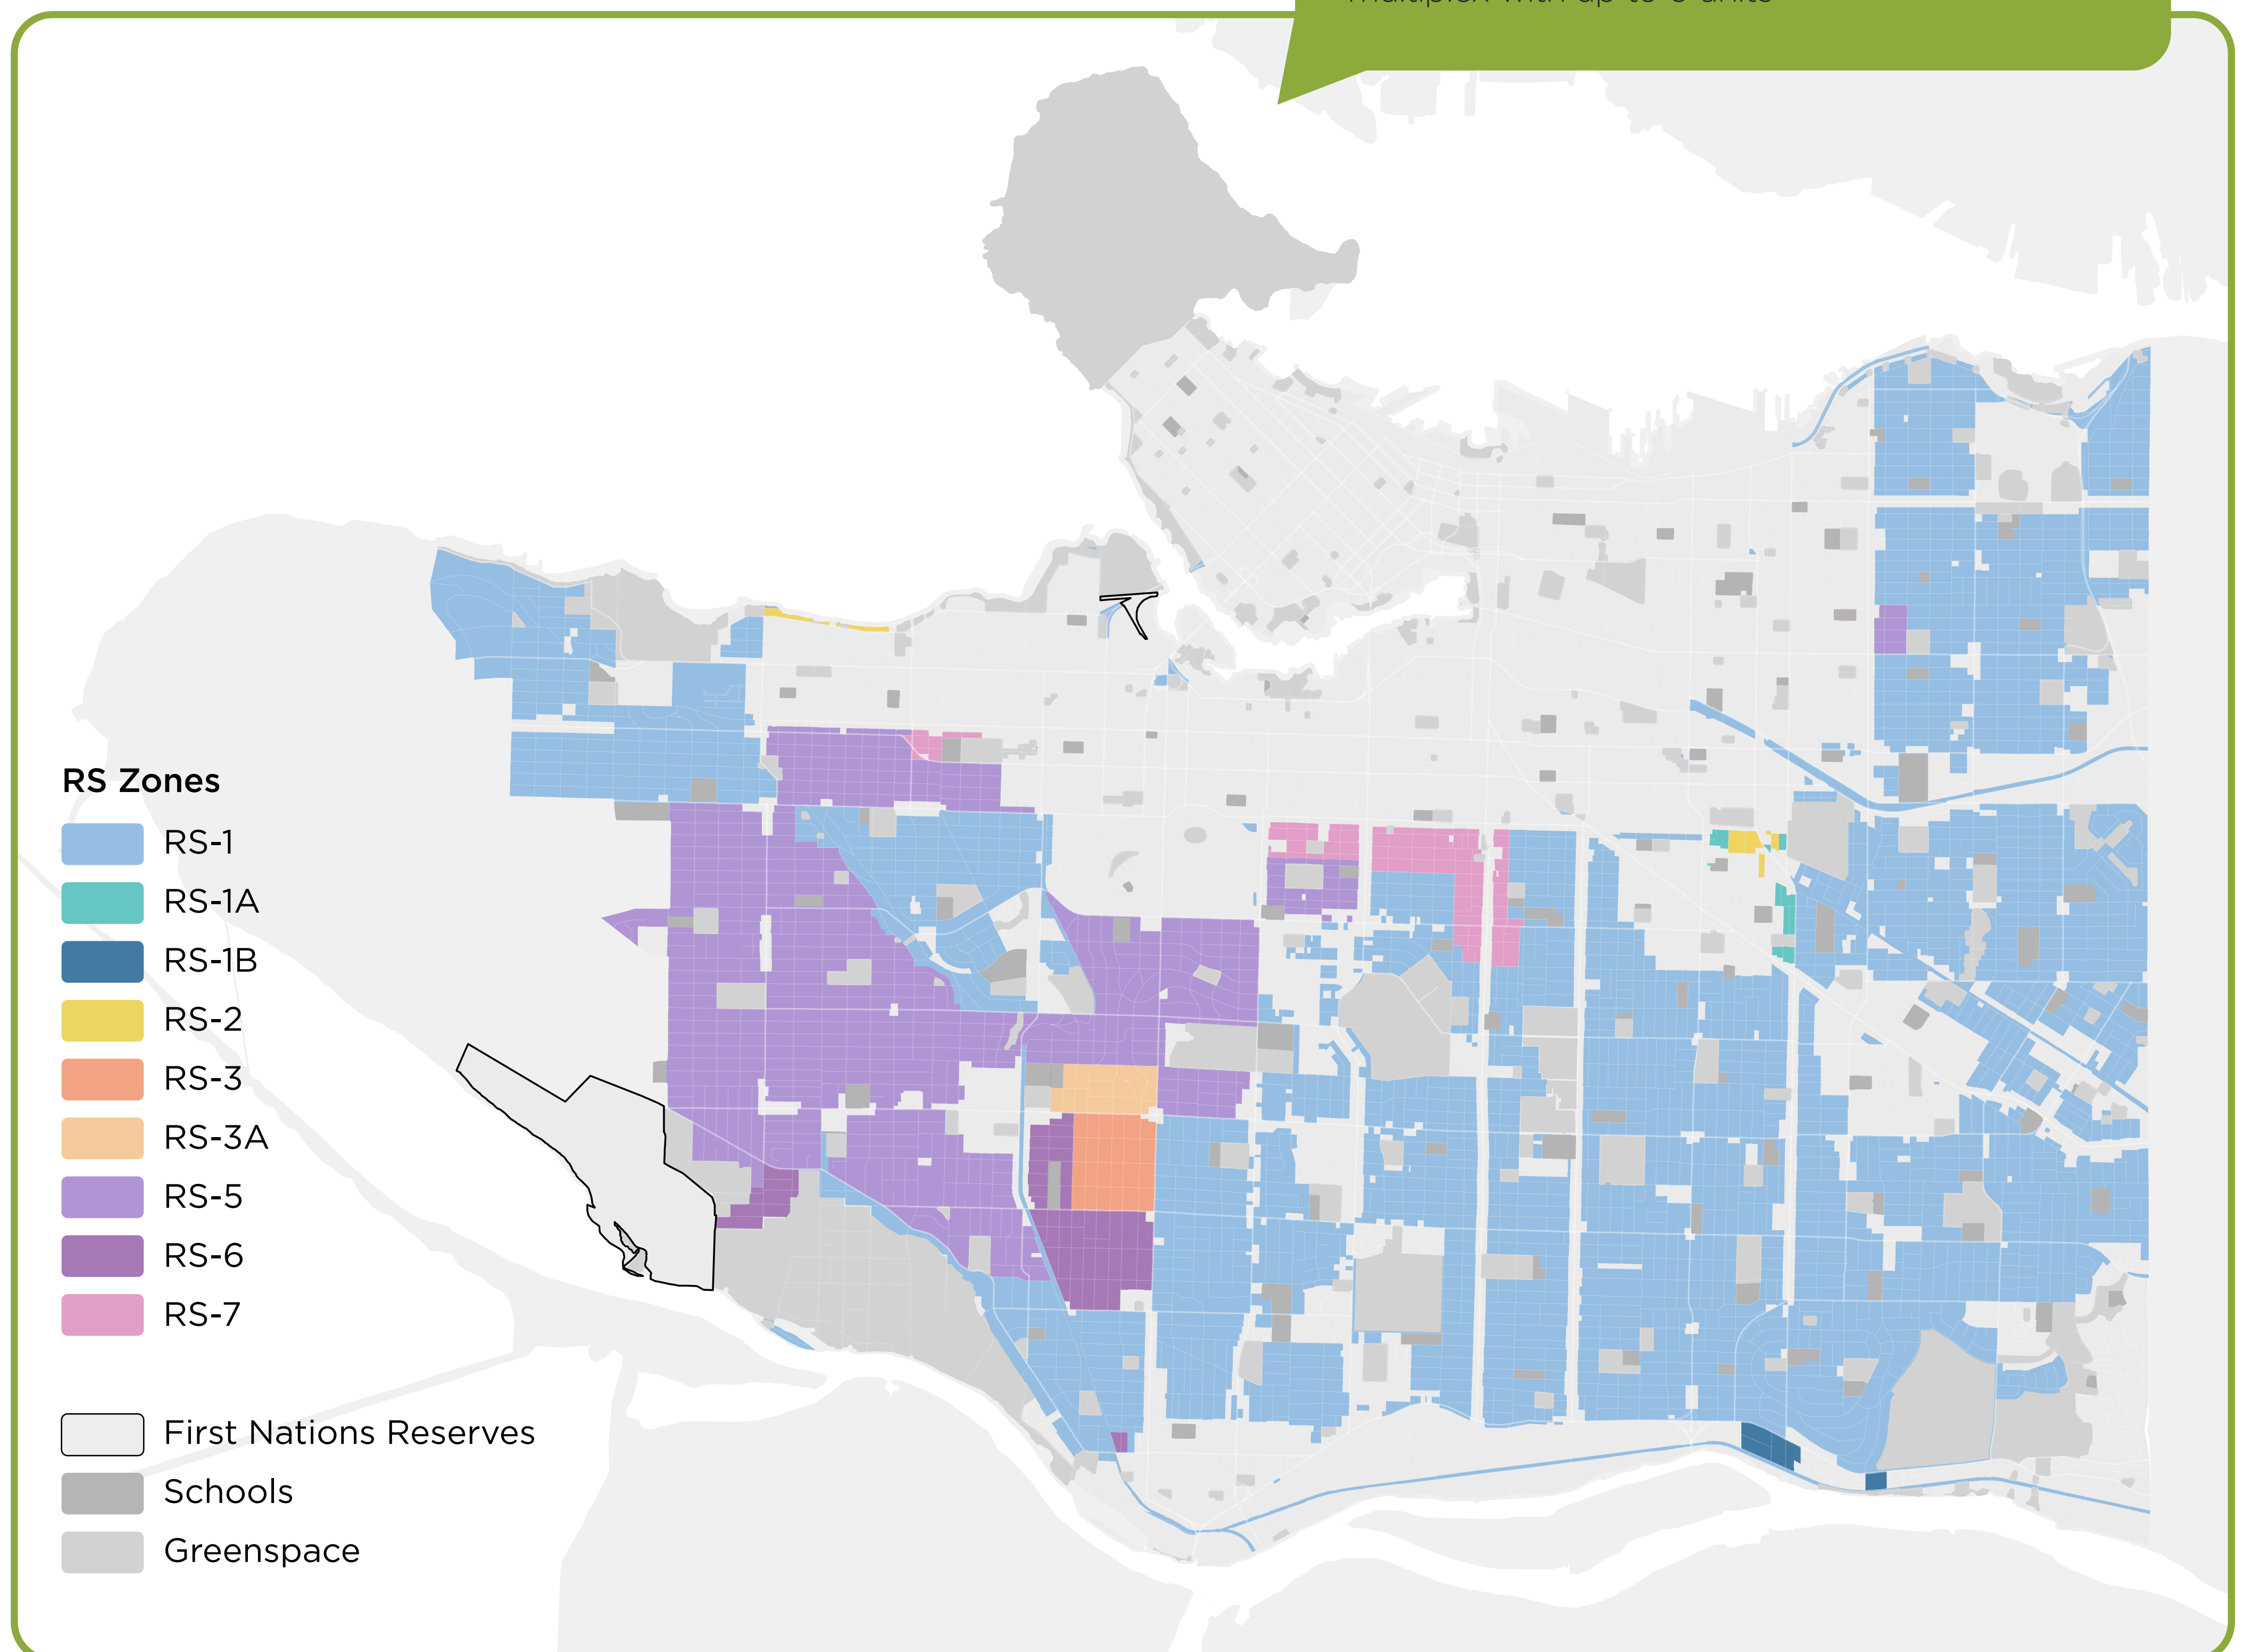 RS Zones
RS-1
RS-1A
RS-1B
RS-2
RS-3
RS-3A
RS-5
RS-6
RS-7
First Nations Reserves
Schools
Greenspace